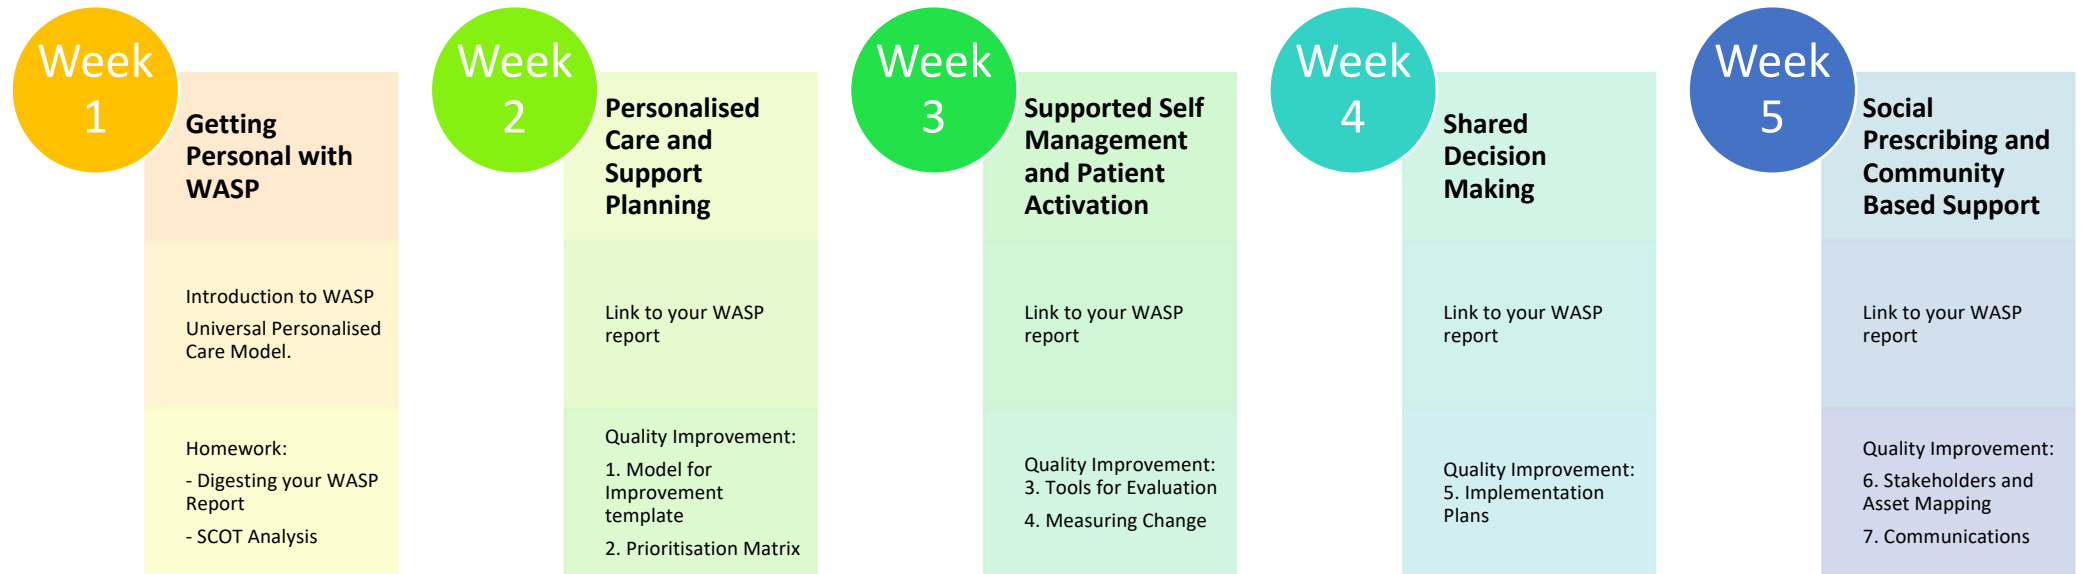 Week
1
Getting
Personal with
WASP
Introduction to WASP
Universal Personalised
Care Model.
Homework:
- Digesting your WASP
Report
- SCOT Analysis
Week
2
Personalised
Care and
Support
Planning
Link to your WASP
report
Quality Improvement:
1. Model for
Improvement
template
2. Prioritisation Matrix
Week
3
Supported Self
Management
and Patient
Activation
Link to your WASP
report
Quality Improvement:
3. Tools for Evaluation
4. Measuring Change
Week
4
Shared
Decision
Making
Link to your WASP
report
Quality Improvement:
5. Implementation
Plans
Week
5
Social
Prescribing and
Community
Based Support
Link to your WASP
report
Quality Improvement:
6. Stakeholders and
Asset Mapping
7. Communications